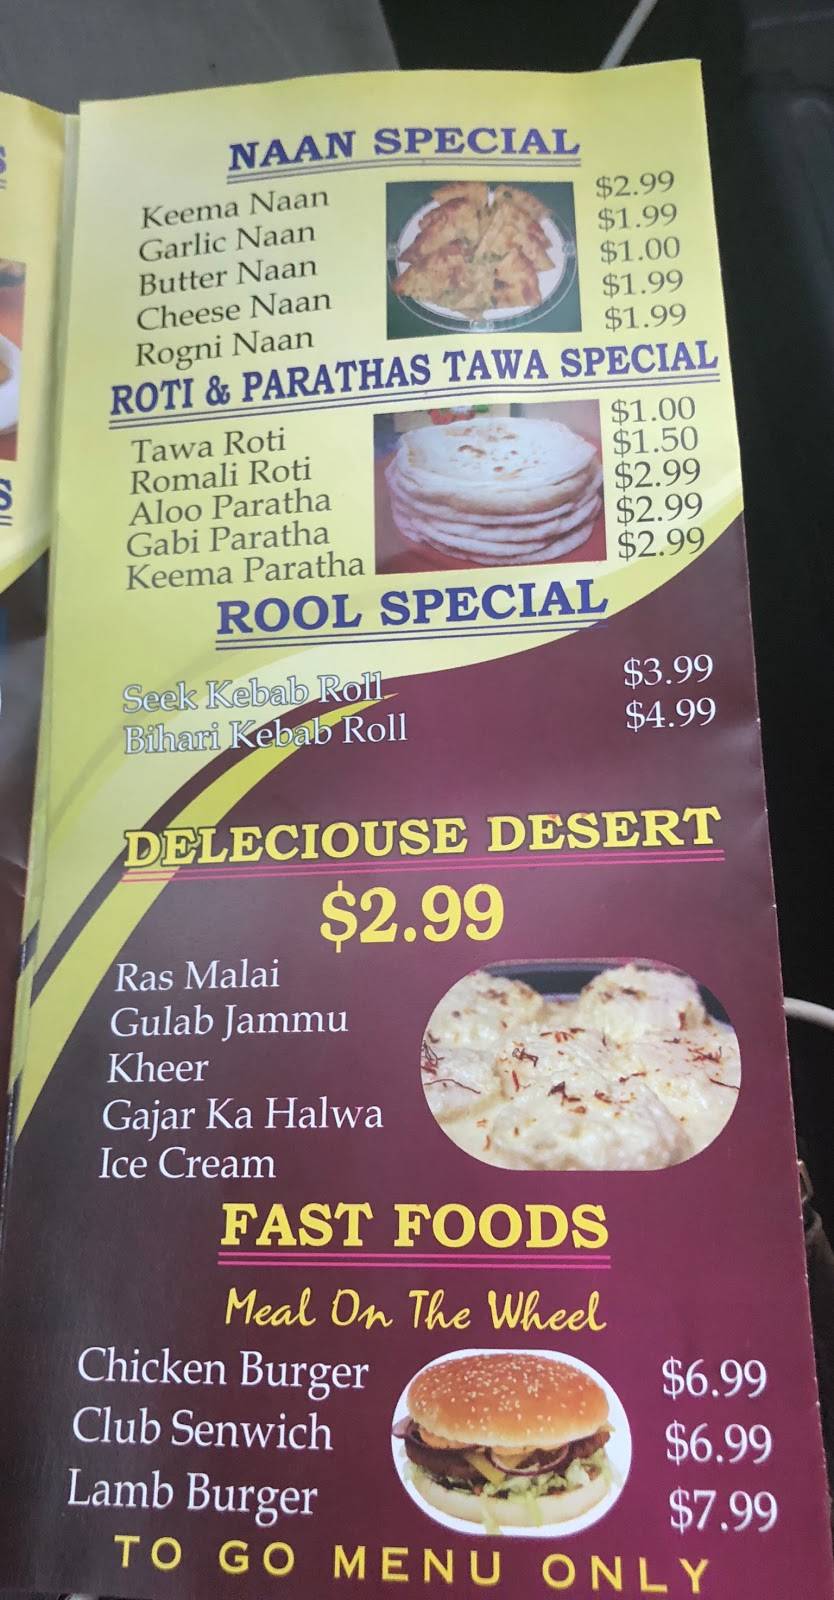 NAAN SPECIAL
Keema Naan $2.99
Garlic Naan $1.99
Butter Naan $1.00
Cheese Naan $1.99
Rogni Naan $1.99
ROTI & PARATHAS TAWA SPECIAL
Tawa Roti $1.00
Romali Roti $1.50
Aloo Paratha $2.99
Gabi Paratha $2.99
Keema Paratha $2.99
ROOL SPECIAL
Seek Kebab Roll $3.99
Bihari Kebab Roll $4.99
DELECIOUSE DESERT
$2.99
Ras Malai
Gulab Jammu
Kheer
Gajar Ka Halwa
Ice Cream
FAST FOODS
Meal On The Wheel
Chicken Burger $6.99
Club Senwich $6.99
Lamb Burger $7.99
TO GO MENU ONLY